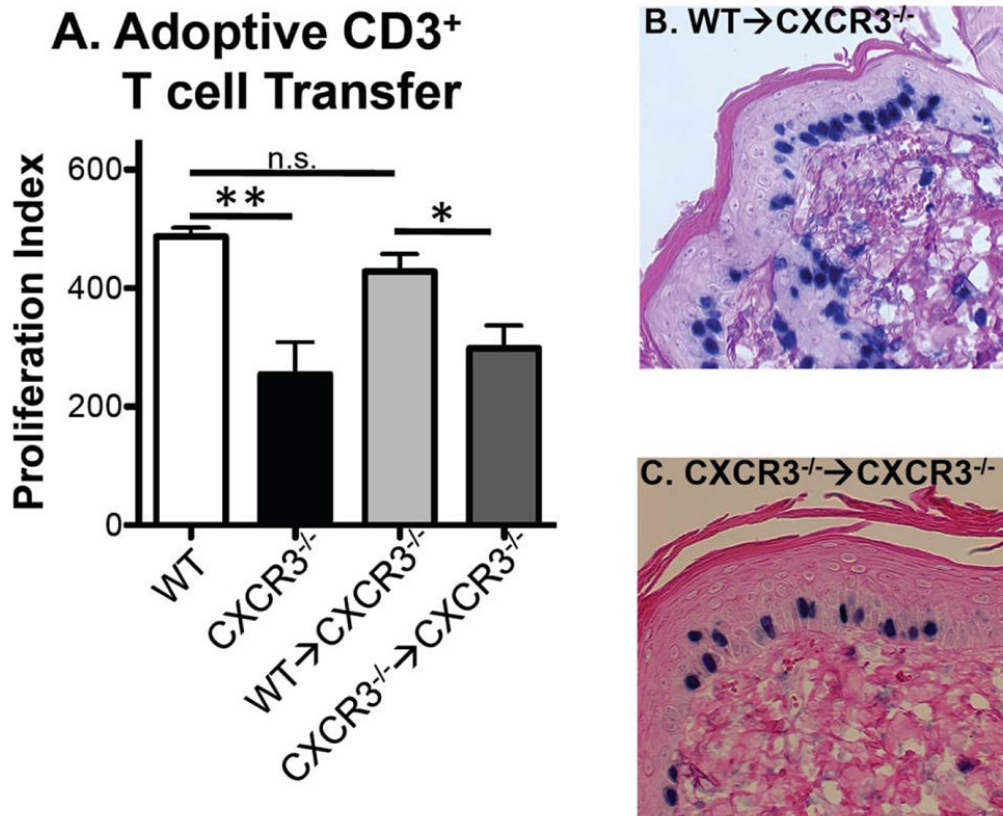 A. Adoptive CD3⁺
T cell Transfer
Proliferation Index
600
400
200
0
n.s.
**
*
WT
CXCR3⁻/⁻
WT→CXCR3⁻/⁻
CXCR3⁻/⁻→CXCR3⁻/⁻
B. WT→CXCR3⁻/⁻
C. CXCR3⁻/⁻→CXCR3⁻/⁻